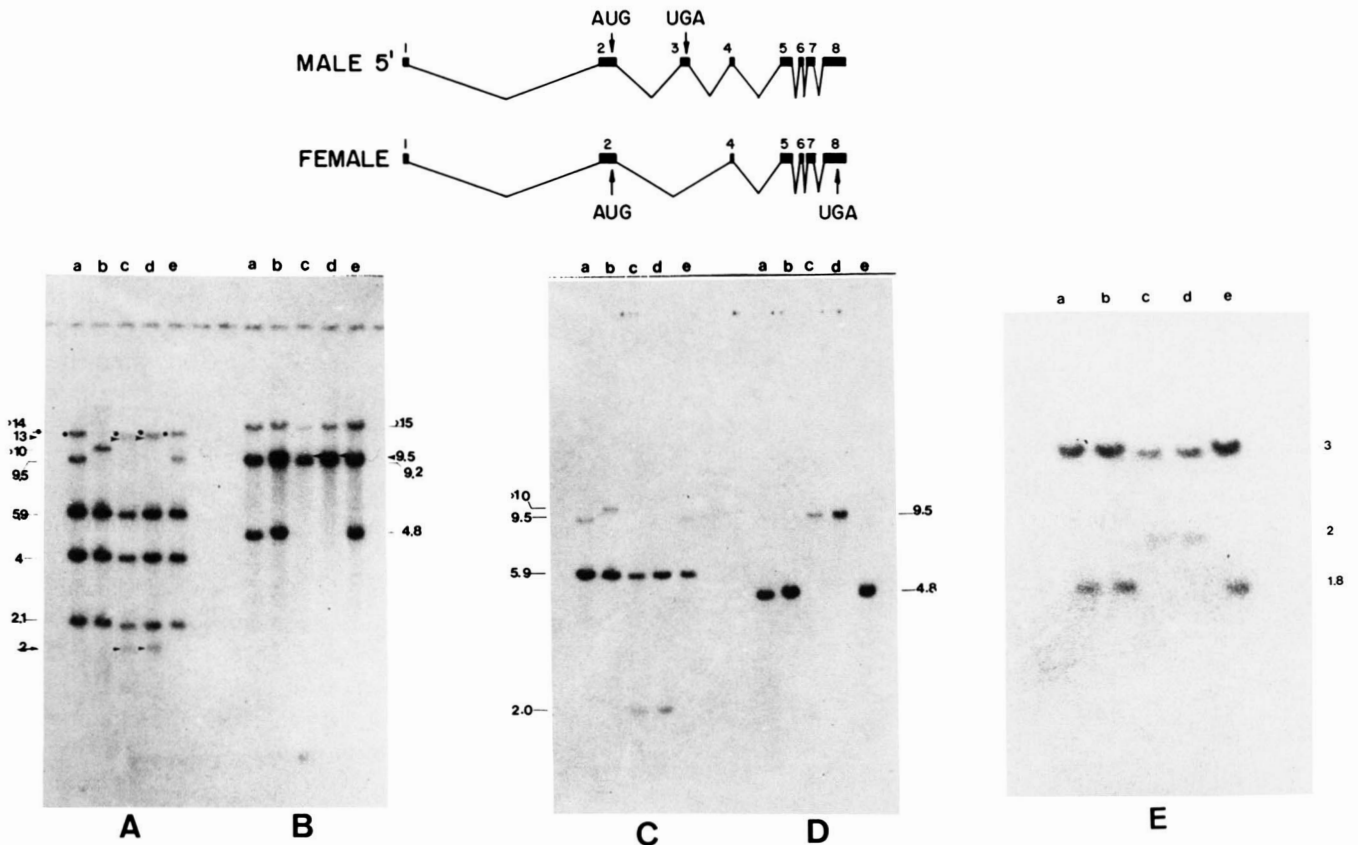 AUG UGA
MALE 5' 1 2 3 4 5 6 7 8
FEMALE 1 2 4 5 6 7 8
AUG UGA
a b c d e a b c d e
a b c d e a b c d e
a b c d e
›14
13
›10
9.5
5.9
4
2.1
2
›15
9.5
9.2
4.8
›10
9.5
5.9
2.0
9.5
4.8
3
2
1.8
A B C D E